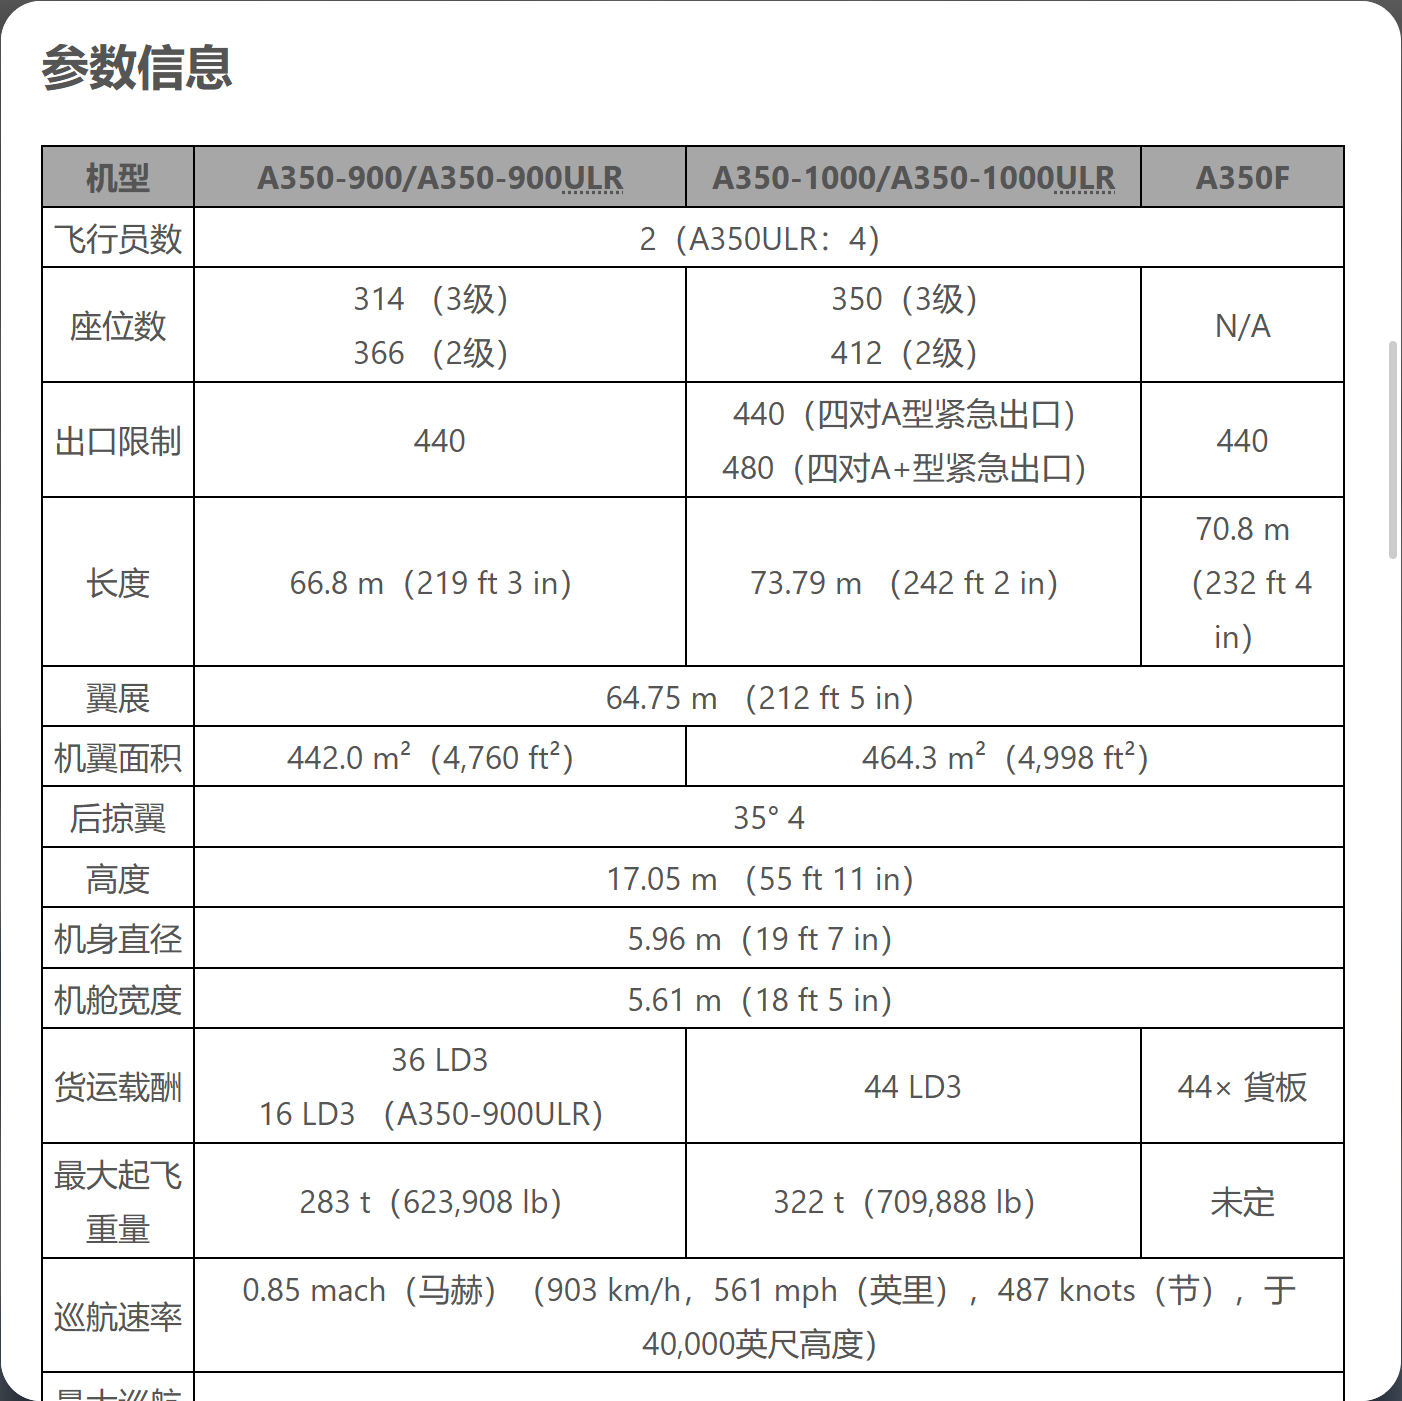 参数信息
机型 A350-900/A350-900ULR A350-1000/A350-1000ULR A350F
飞行员数 2（A350ULR：4）
座位数 314 （3级） 366 （2级） 350（3级） 412（2级） N/A
出口限制 440 440（四对A型紧急出口） 480（四对A+型紧急出口） 440
长度 66.8 m（219 ft 3 in） 73.79 m （242 ft 2 in） 70.8 m （232 ft 4 in）
翼展 64.75 m （212 ft 5 in）
机翼面积 442.0 m²（4,760 ft²） 464.3 m²（4,998 ft²）
后掠翼 35° 4
高度 17.05 m （55 ft 11 in）
机身直径 5.96 m（19 ft 7 in）
机舱宽度 5.61 m（18 ft 5 in）
货运载酬 36 LD3 16 LD3 （A350-900ULR） 44 LD3 44× 貨板
最大起飞重量 283 t（623,908 lb） 322 t（709,888 lb） 未定
巡航速率 0.85 mach（马赫）（903 km/h，561 mph（英里），487 knots（节），于40,000英尺高度）
最大巡航